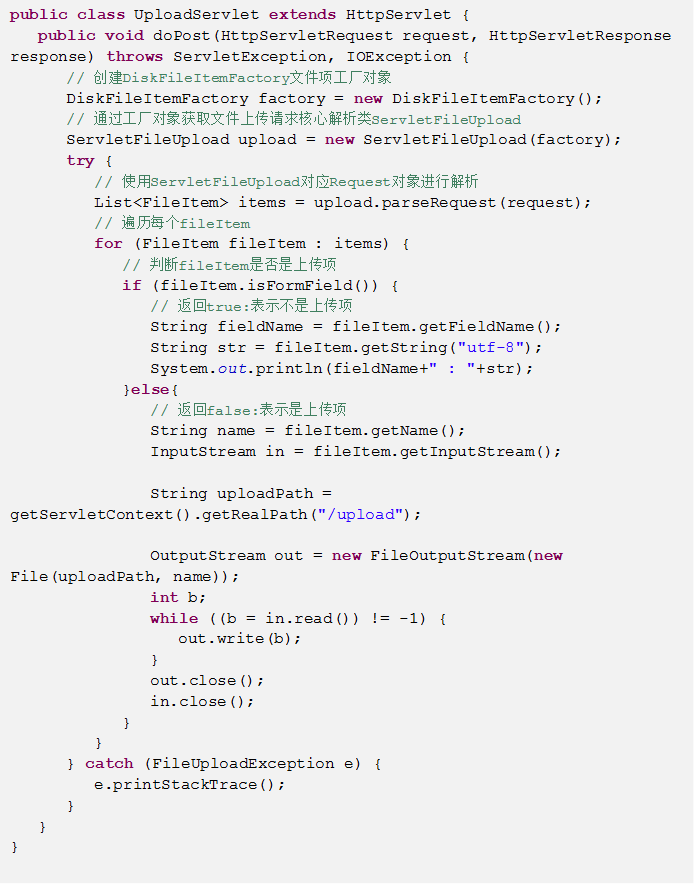 public class UploadServlet extends HttpServlet {
public void doPost(HttpServletRequest request, HttpServletResponse
response) throws ServletException, IOException {
// 创建DiskFileItemFactory文件项工厂对象
DiskFileItemFactory factory = new DiskFileItemFactory();
// 通过工厂对象获取文件上传请求核心解析类ServletFileUpload
ServletFileUpload upload = new ServletFileUpload(factory);
try {
// 使用ServletFileUpload对应Request对象进行解析
List<FileItem> items = upload.parseRequest(request);
// 遍历每个fileItem
for (FileItem fileItem : items) {
// 判断fileItem是否是上传项
if (fileItem.isFormField()) {
// 返回true:表示不是上传项
String fieldName = fileItem.getFieldName();
String str = fileItem.getString("utf-8");
System.out.println(fieldName+" : "+str);
}else{
// 返回false:表示是上传项
String name = fileItem.getName();
InputStream in = fileItem.getInputStream();
String uploadPath =
getServletContext().getRealPath("/upload");
OutputStream out = new FileOutputStream(new
File(uploadPath, name));
int b;
while ((b = in.read()) != -1) {
out.write(b);
}
out.close();
in.close();
}
}
} catch (FileUploadException e) {
e.printStackTrace();
}
}
}